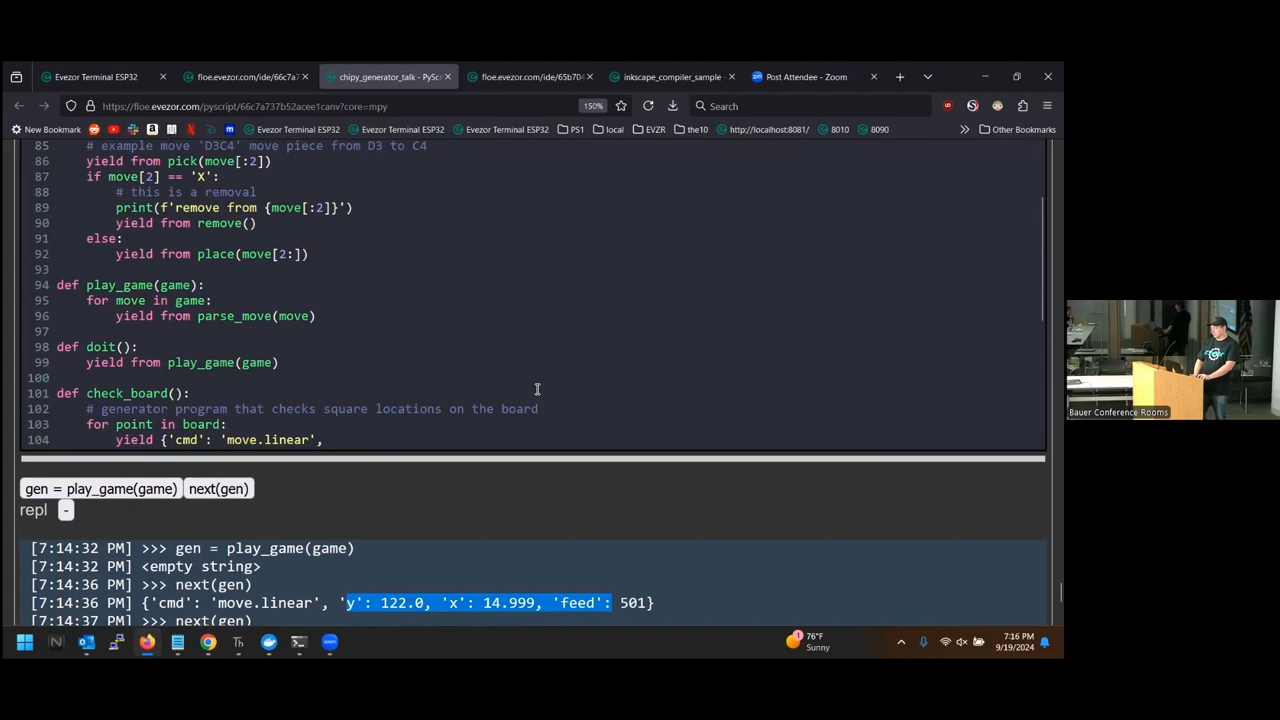 Evezor Terminal ESP32
floe.evezor.com/ide/66c7a7
chipy_generator_talk - PySc
floe.evezor.com/ide/65b704
inkscape_compiler_sample -
Post Attendee - Zoom
https://floe.evezor.com/pyscript/66c7a737b52acee1canv?core=mpy
150%
Search
New Bookmark
Evezor Terminal ESP32
Evezor Terminal ESP32
Evezor Terminal ESP32
PS1
local
EVZR
the10
http://localhost:8081/
8010
8090
Other Bookmarks
85 # example move 'D3C4' move piece from D3 to C4
86 yield from pick(move[:2])
87 if move[2] == 'X':
88 # this is a removal
89 print(f'remove from {move[:2]}')
90 yield from remove()
91 else:
92 yield from place(move[2:])
93
94 def play_game(game):
95 for move in game:
96 yield from parse_move(move)
97
98 def doit():
99 yield from play_game(game)
100
101 def check_board():
102 # generator program that checks square locations on the board
103 for point in board:
104 yield {'cmd': 'move.linear',
gen = play_game(game)
next(gen)
repl -
[7:14:32 PM] >>> gen = play_game(game)
[7:14:32 PM] <empty string>
[7:14:36 PM] >>> next(gen)
[7:14:36 PM] {'cmd': 'move.linear', 'y': 122.0, 'x': 14.999, 'feed': 501}
[7:14:37 PM] >>> next(gen)
76°F
Sunny
7:16 PM
9/19/2024
Bauer Conference Rooms